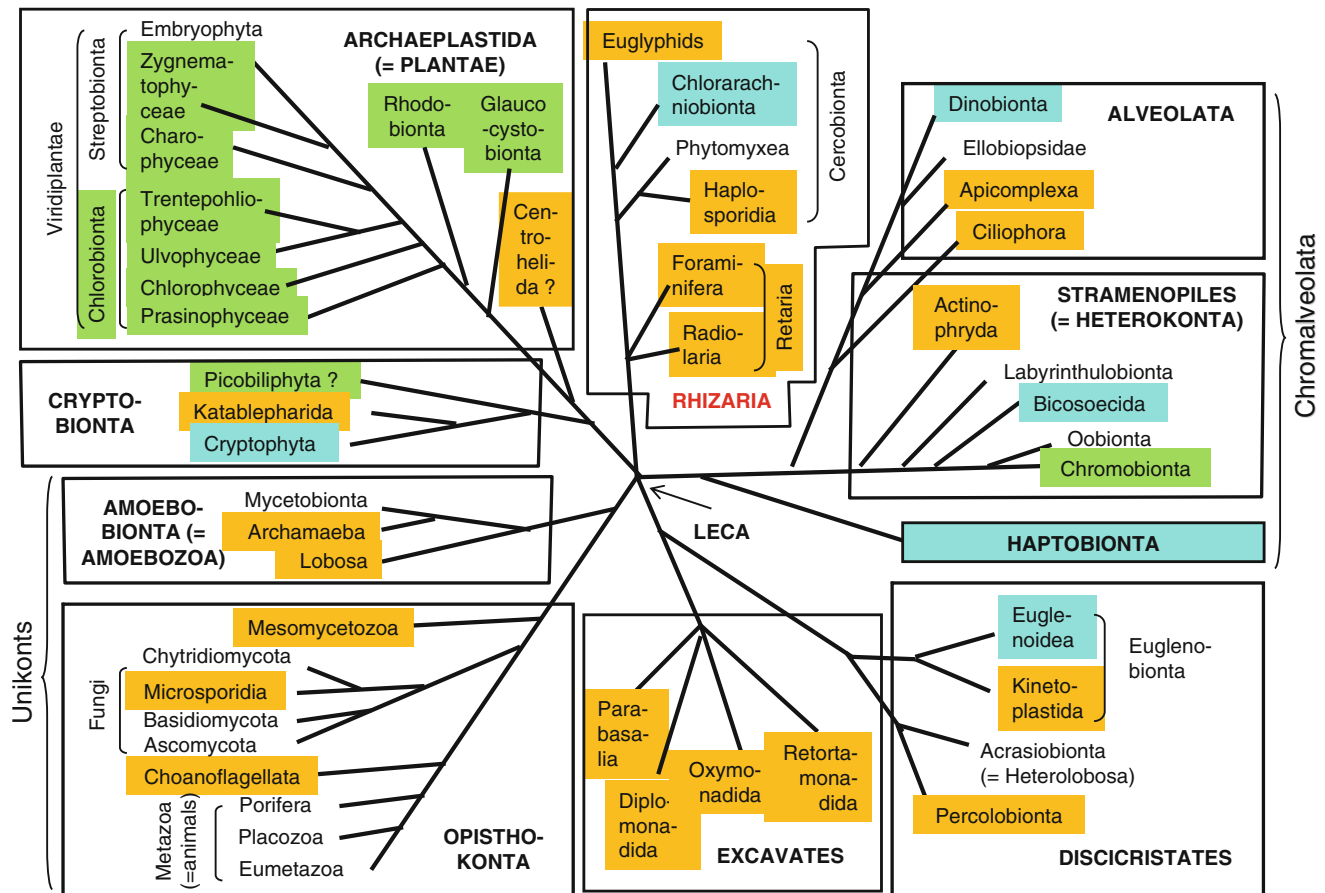 Viridiplantae
Streptobionta
Chlorobionta
Embryophyta
Zygnema-
tophy-
ceae
Charo-
phyceae
Trentepohlio-
phyceae
Ulvophyceae
Chlorophyceae
Prasinophyceae
ARCHAEPLASTIDA
(= PLANTAE)
Rhodo-
bionta
Glauco
-cysto-
bionta
Cen-
tro-
heli-
da ?
Euglyphids
Chlorarach-
niobionta
Phytomyxea
Haplo-
sporidia
Cercobionta
Forami-
nifera
Radio-
laria
Retaria
RHIZARIA
Dinobionta
ALVEOLATA
Ellobiopsidae
Apicomplexa
Ciliophora
Chromalveolata
Actino-
phryda
STRAMENOPILES
(= HETEROKONTA)
Labyrinthulobionta
Bicosoecida
Oobionta
Chromobionta
HAPTOBIONTA
CRYPTO-
BIONTA
Picobiliphyta ?
Katablepharida
Cryptophyta
LECA
Unikonts
AMOEBO-
BIONTA (=
AMOEBOZOA)
Mycetobionta
Archamaeba
Lobosa
Mesomycetozoa
Fungi
Chytridiomycota
Microsporidia
Basidiomycota
Ascomycota
Choanoflagellata
Metazoa
(=animals)
Porifera
Placozoa
Eumetazoa
OPISTHO-
KONTA
Para-
basa-
lia
Diplo-
mona-
dida
Oxymo-
nadida
Retorta-
mona-
dida
EXCAVATES
Eugle-
noidea
Kineto-
plastida
Eugleno-
bionta
Acrasiobionta
(= Heterolobosa)
Percolobionta
DISCICRISTATES